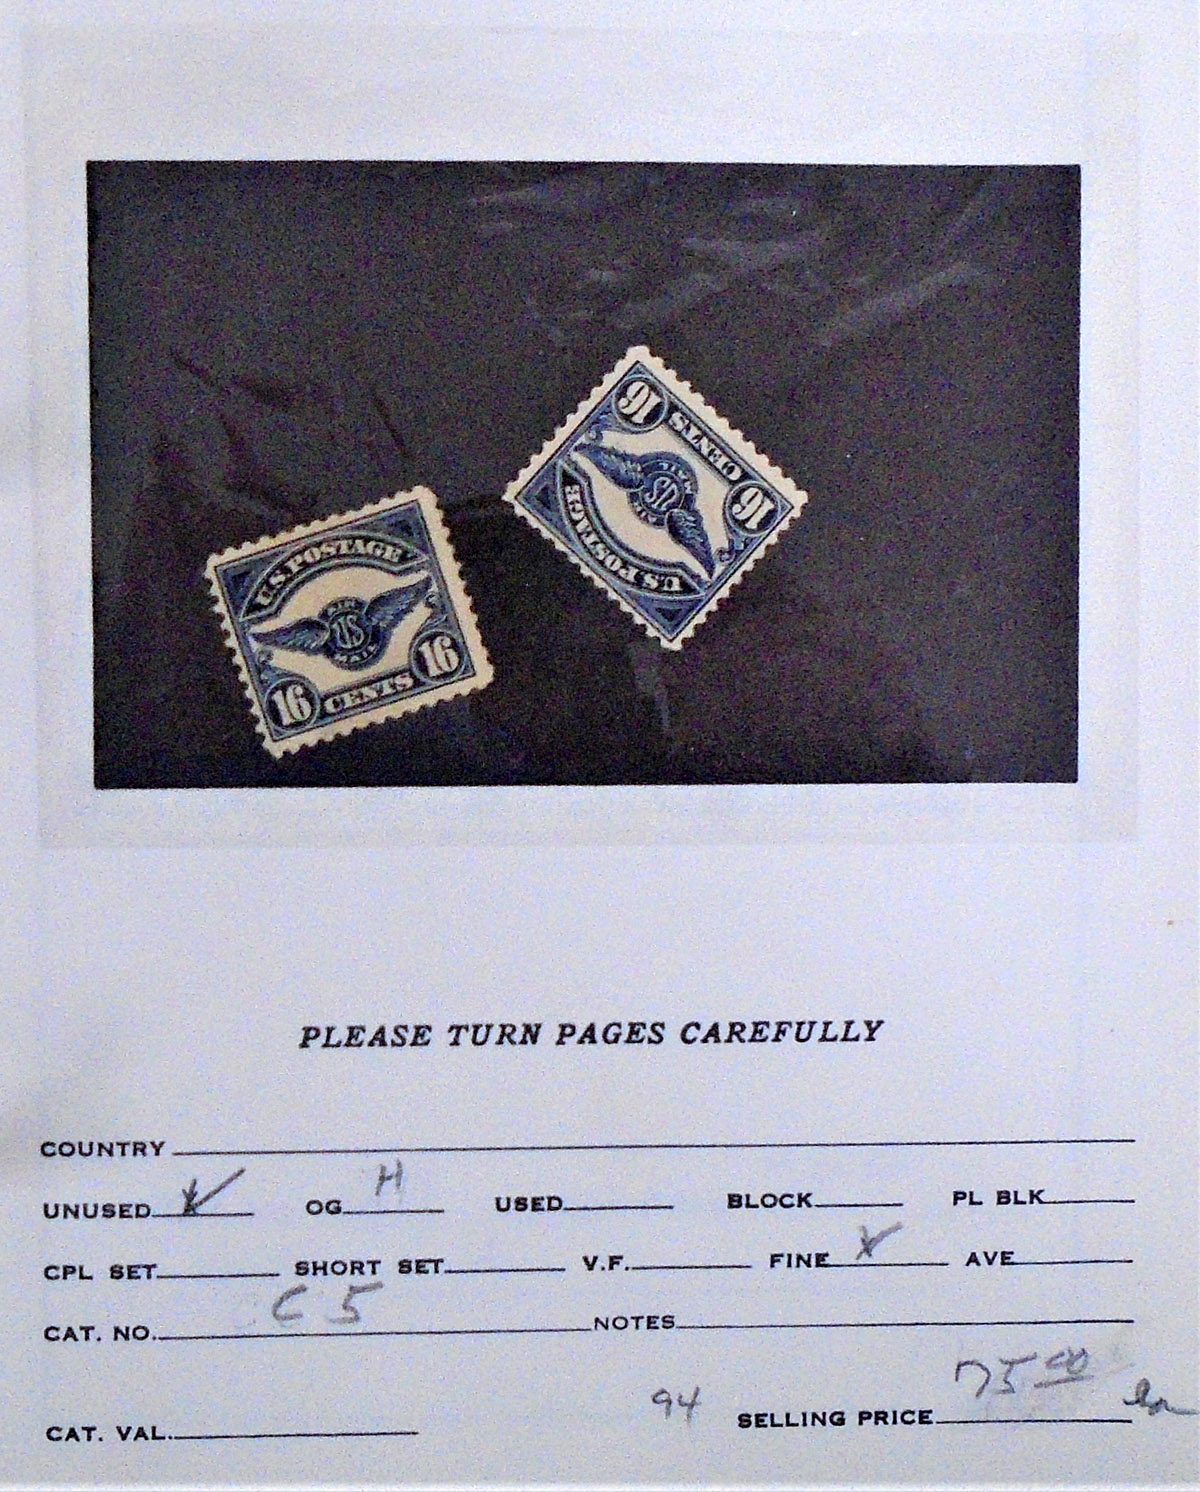 U.S. POSTAGE
AIR
US
MAIL
16 CENTS 16
U.S. POSTAGE
AIR
US
MAIL
16 CENTS 16
PLEASE TURN PAGES CAREFULLY
COUNTRY
UNUSED OG H USED BLOCK PL BLK
CPL SET SHORT SET V.F. FINE X AVE
CAT. NO. C5 NOTES
CAT. VAL. 94 SELLING PRICE 75 00 ea